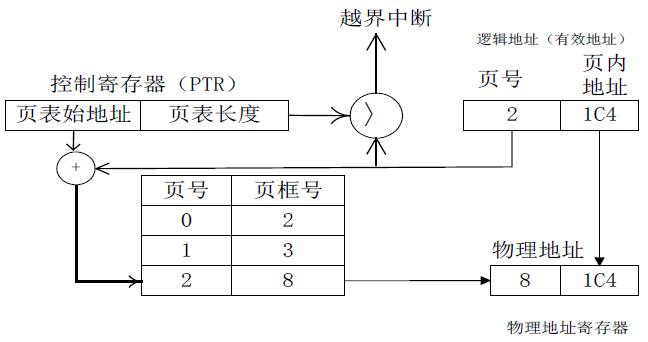 越界中断
逻辑地址（有效地址）
控制寄存器（PTR）
页号
页内
地址
页表始地址 页表长度
〉
2 1C4
+
页号 页框号
0 2
1 3
2 8
物理地址
8 1C4
物理地址寄存器